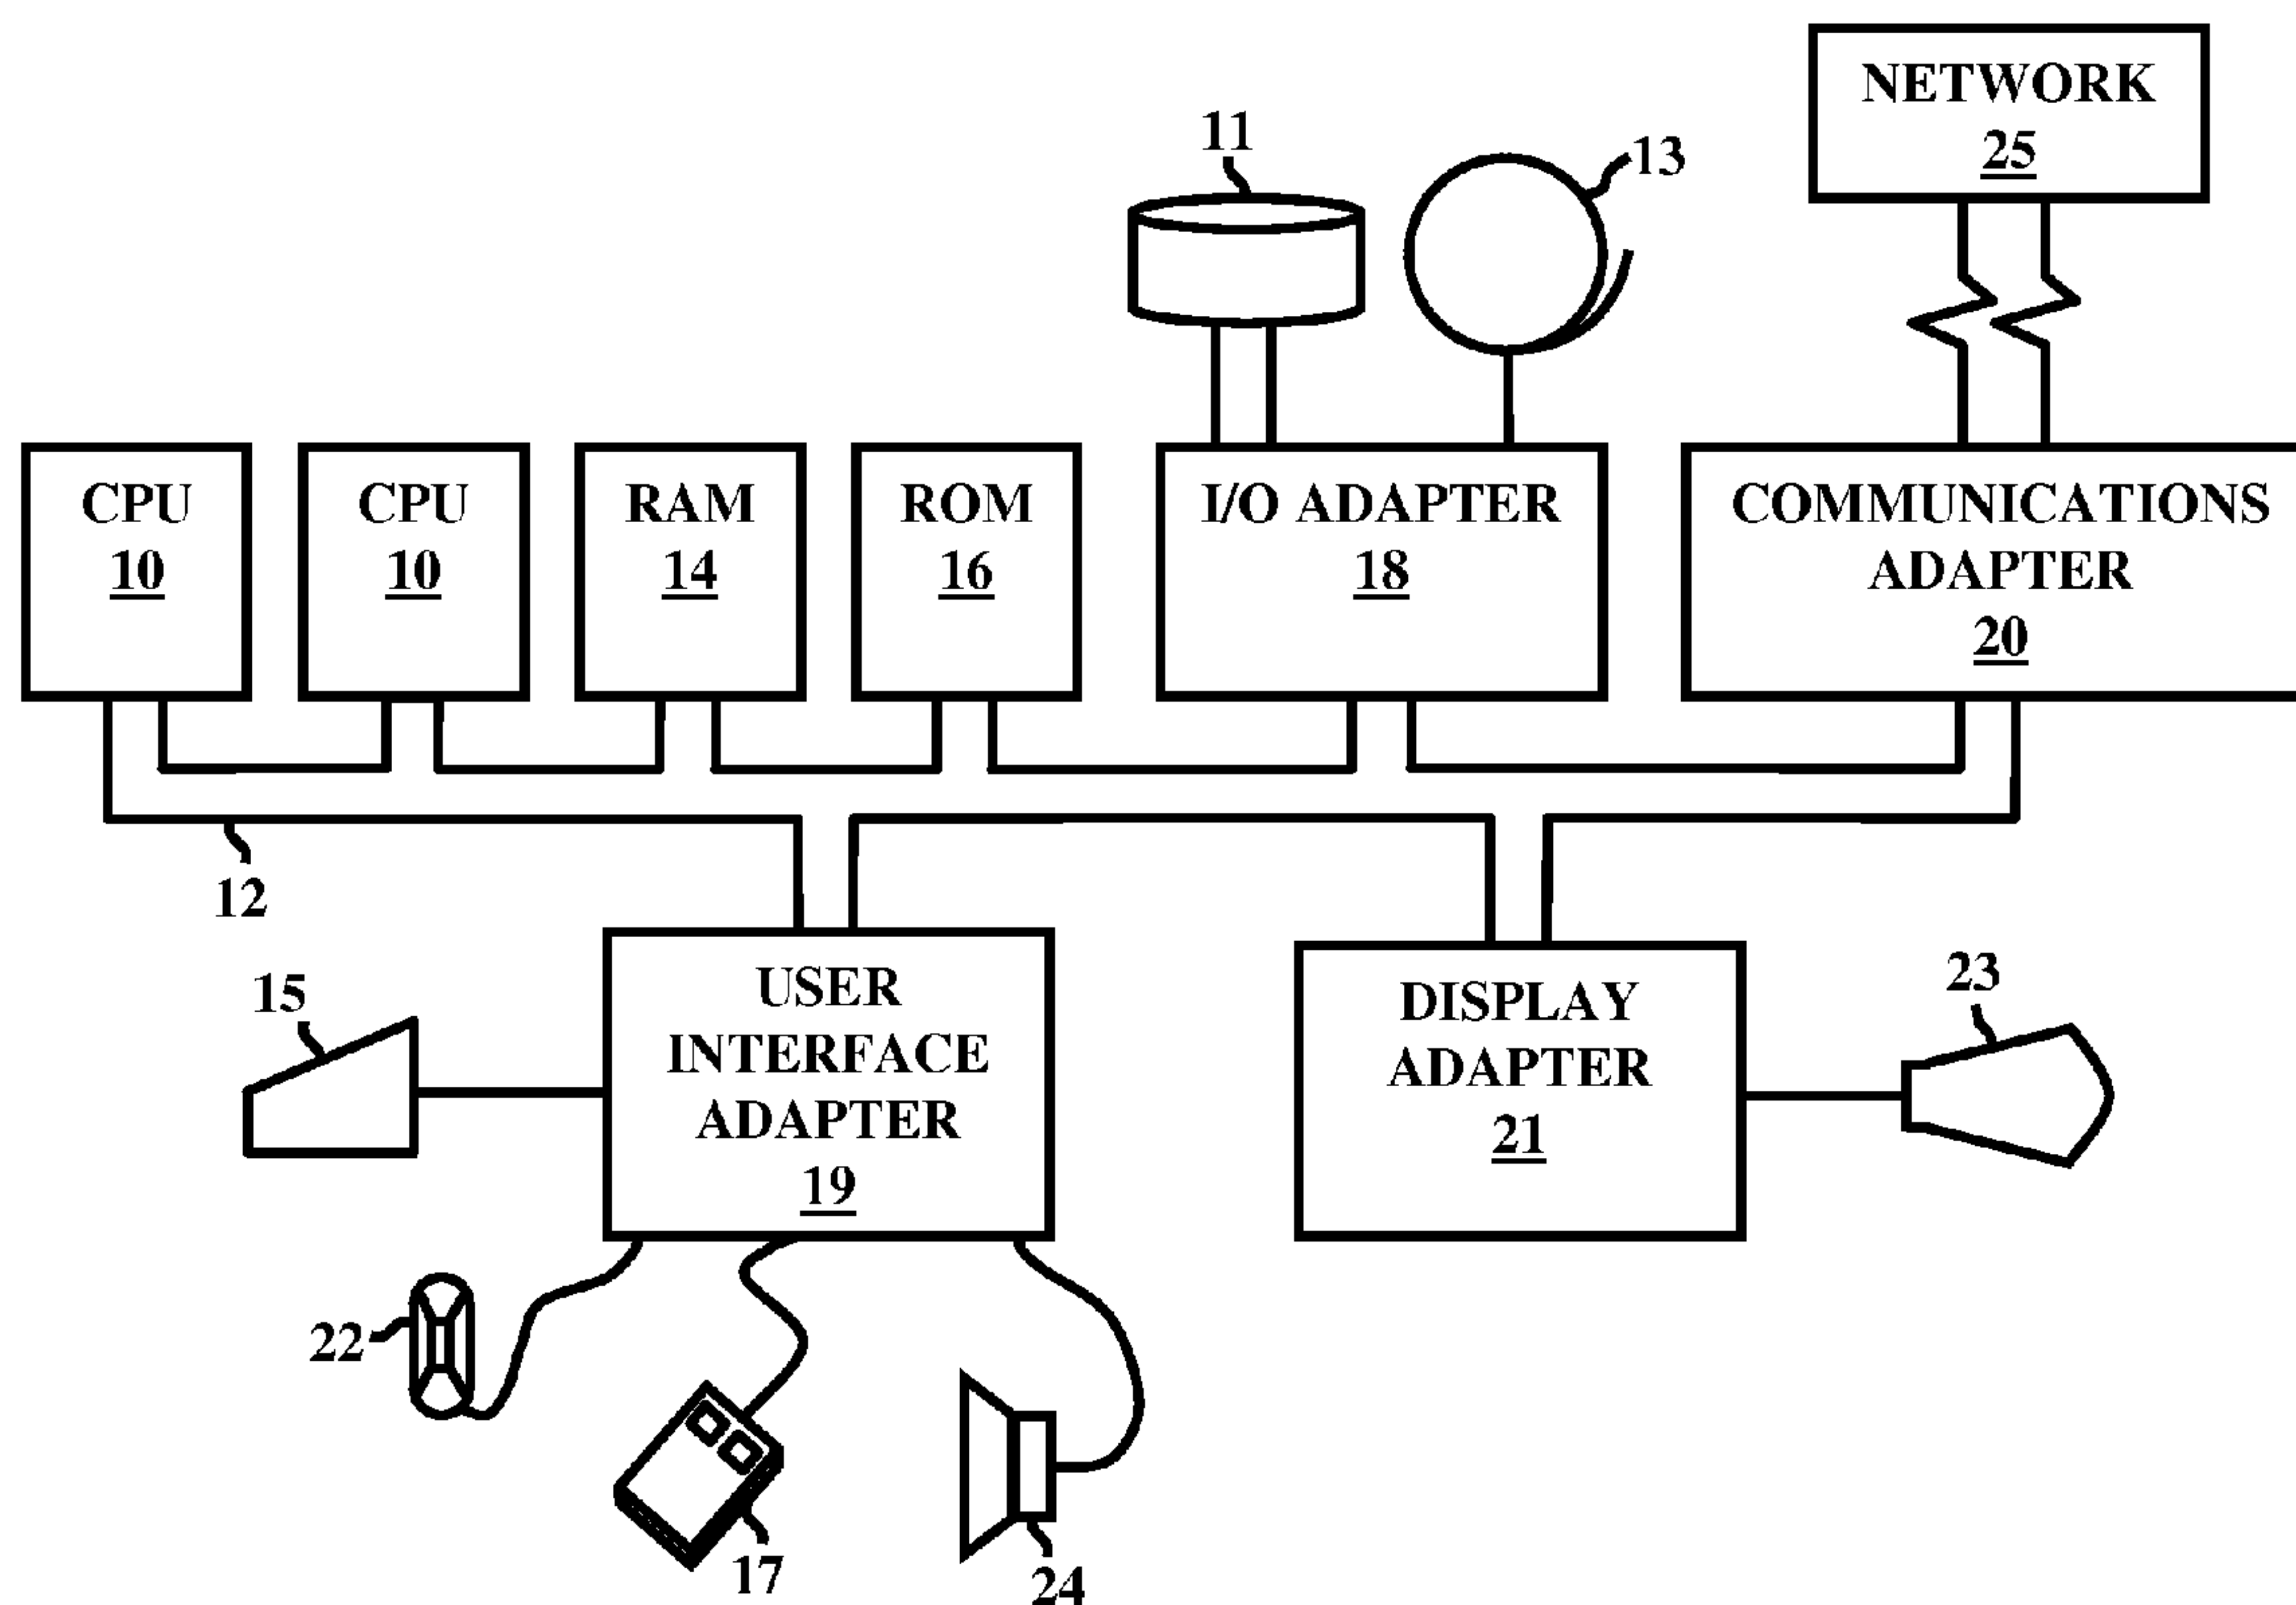 NETWORK
25
11
13
CPU
10
CPU
10
RAM
14
ROM
16
I/O ADAPTER
18
COMMUNICATIONS
ADAPTER
20
12
15
USER
INTERFACE
ADAPTER
19
DISPLAY
ADAPTER
21
23
22
17
24